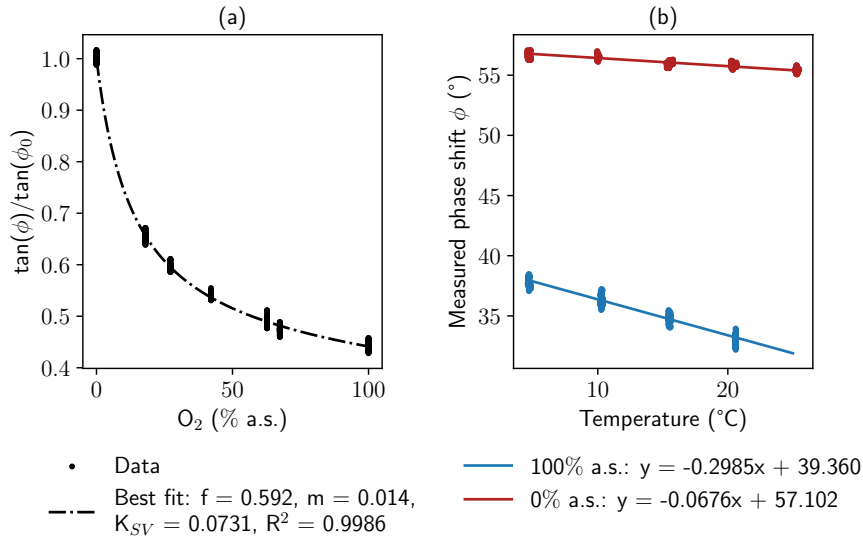 (a)
1.0
0.9
0.8
0.7
0.6
0.5
0.4
tan(ϕ)/tan(ϕ₀)
0
50
100
O₂ (% a.s.)
(b)
55
50
45
40
35
Measured phase shift ϕ (°)
10
20
Temperature (°C)
Data
Best fit: f = 0.592, m = 0.014,
K_SV = 0.0731, R² = 0.9986
100% a.s.: y = -0.2985x + 39.360
0% a.s.: y = -0.0676x + 57.102